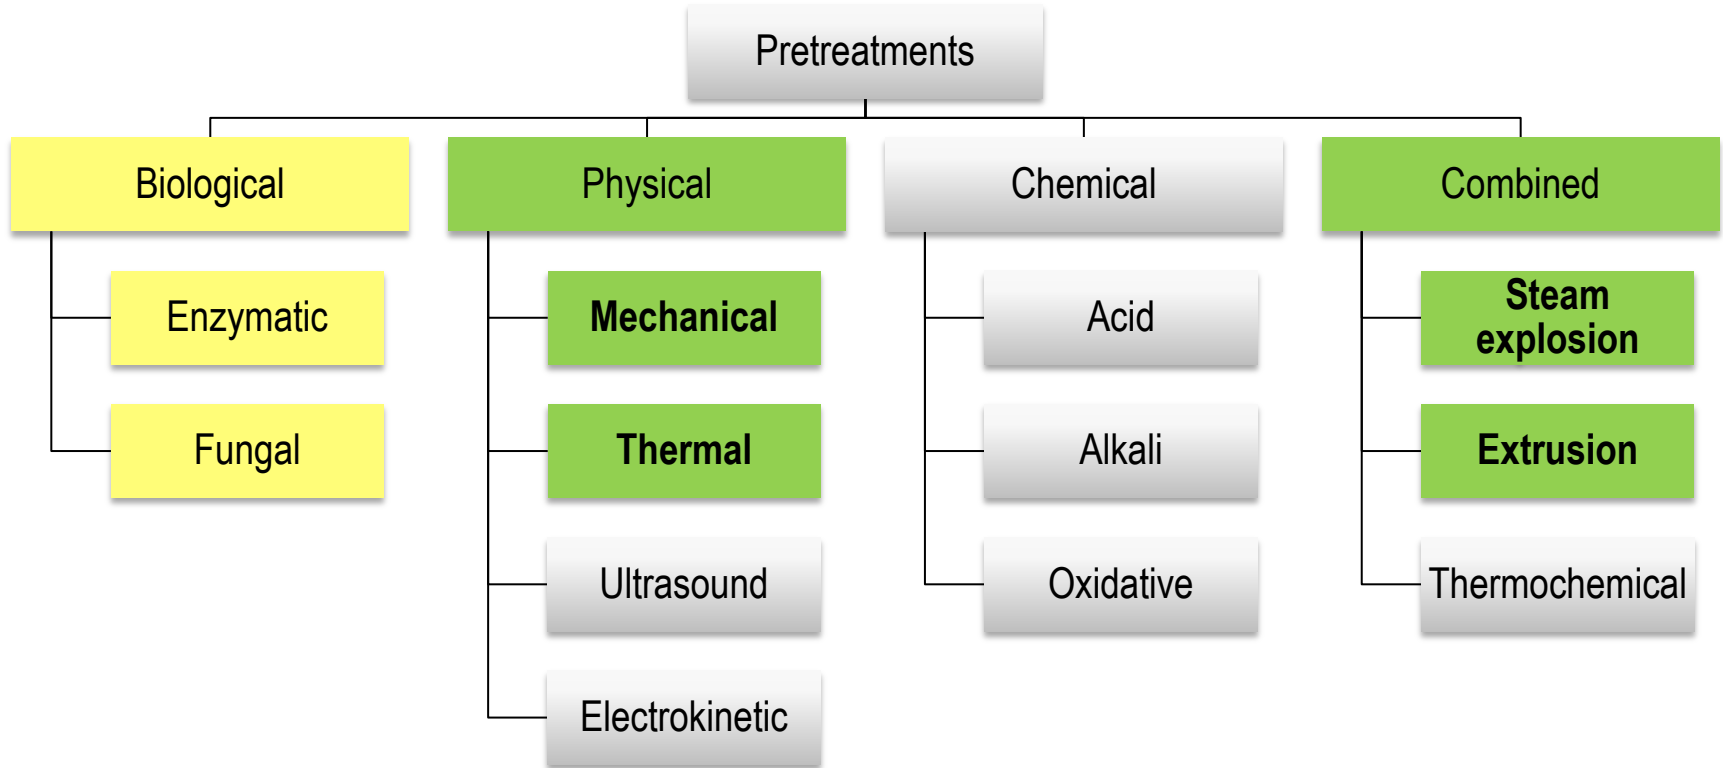 Pretreatments
Biological
Physical
Chemical
Combined
Enzymatic
Mechanical
Acid
Steam
explosion
Fungal
Thermal
Alkali
Extrusion
Ultrasound
Oxidative
Thermochemical
Electrokinetic